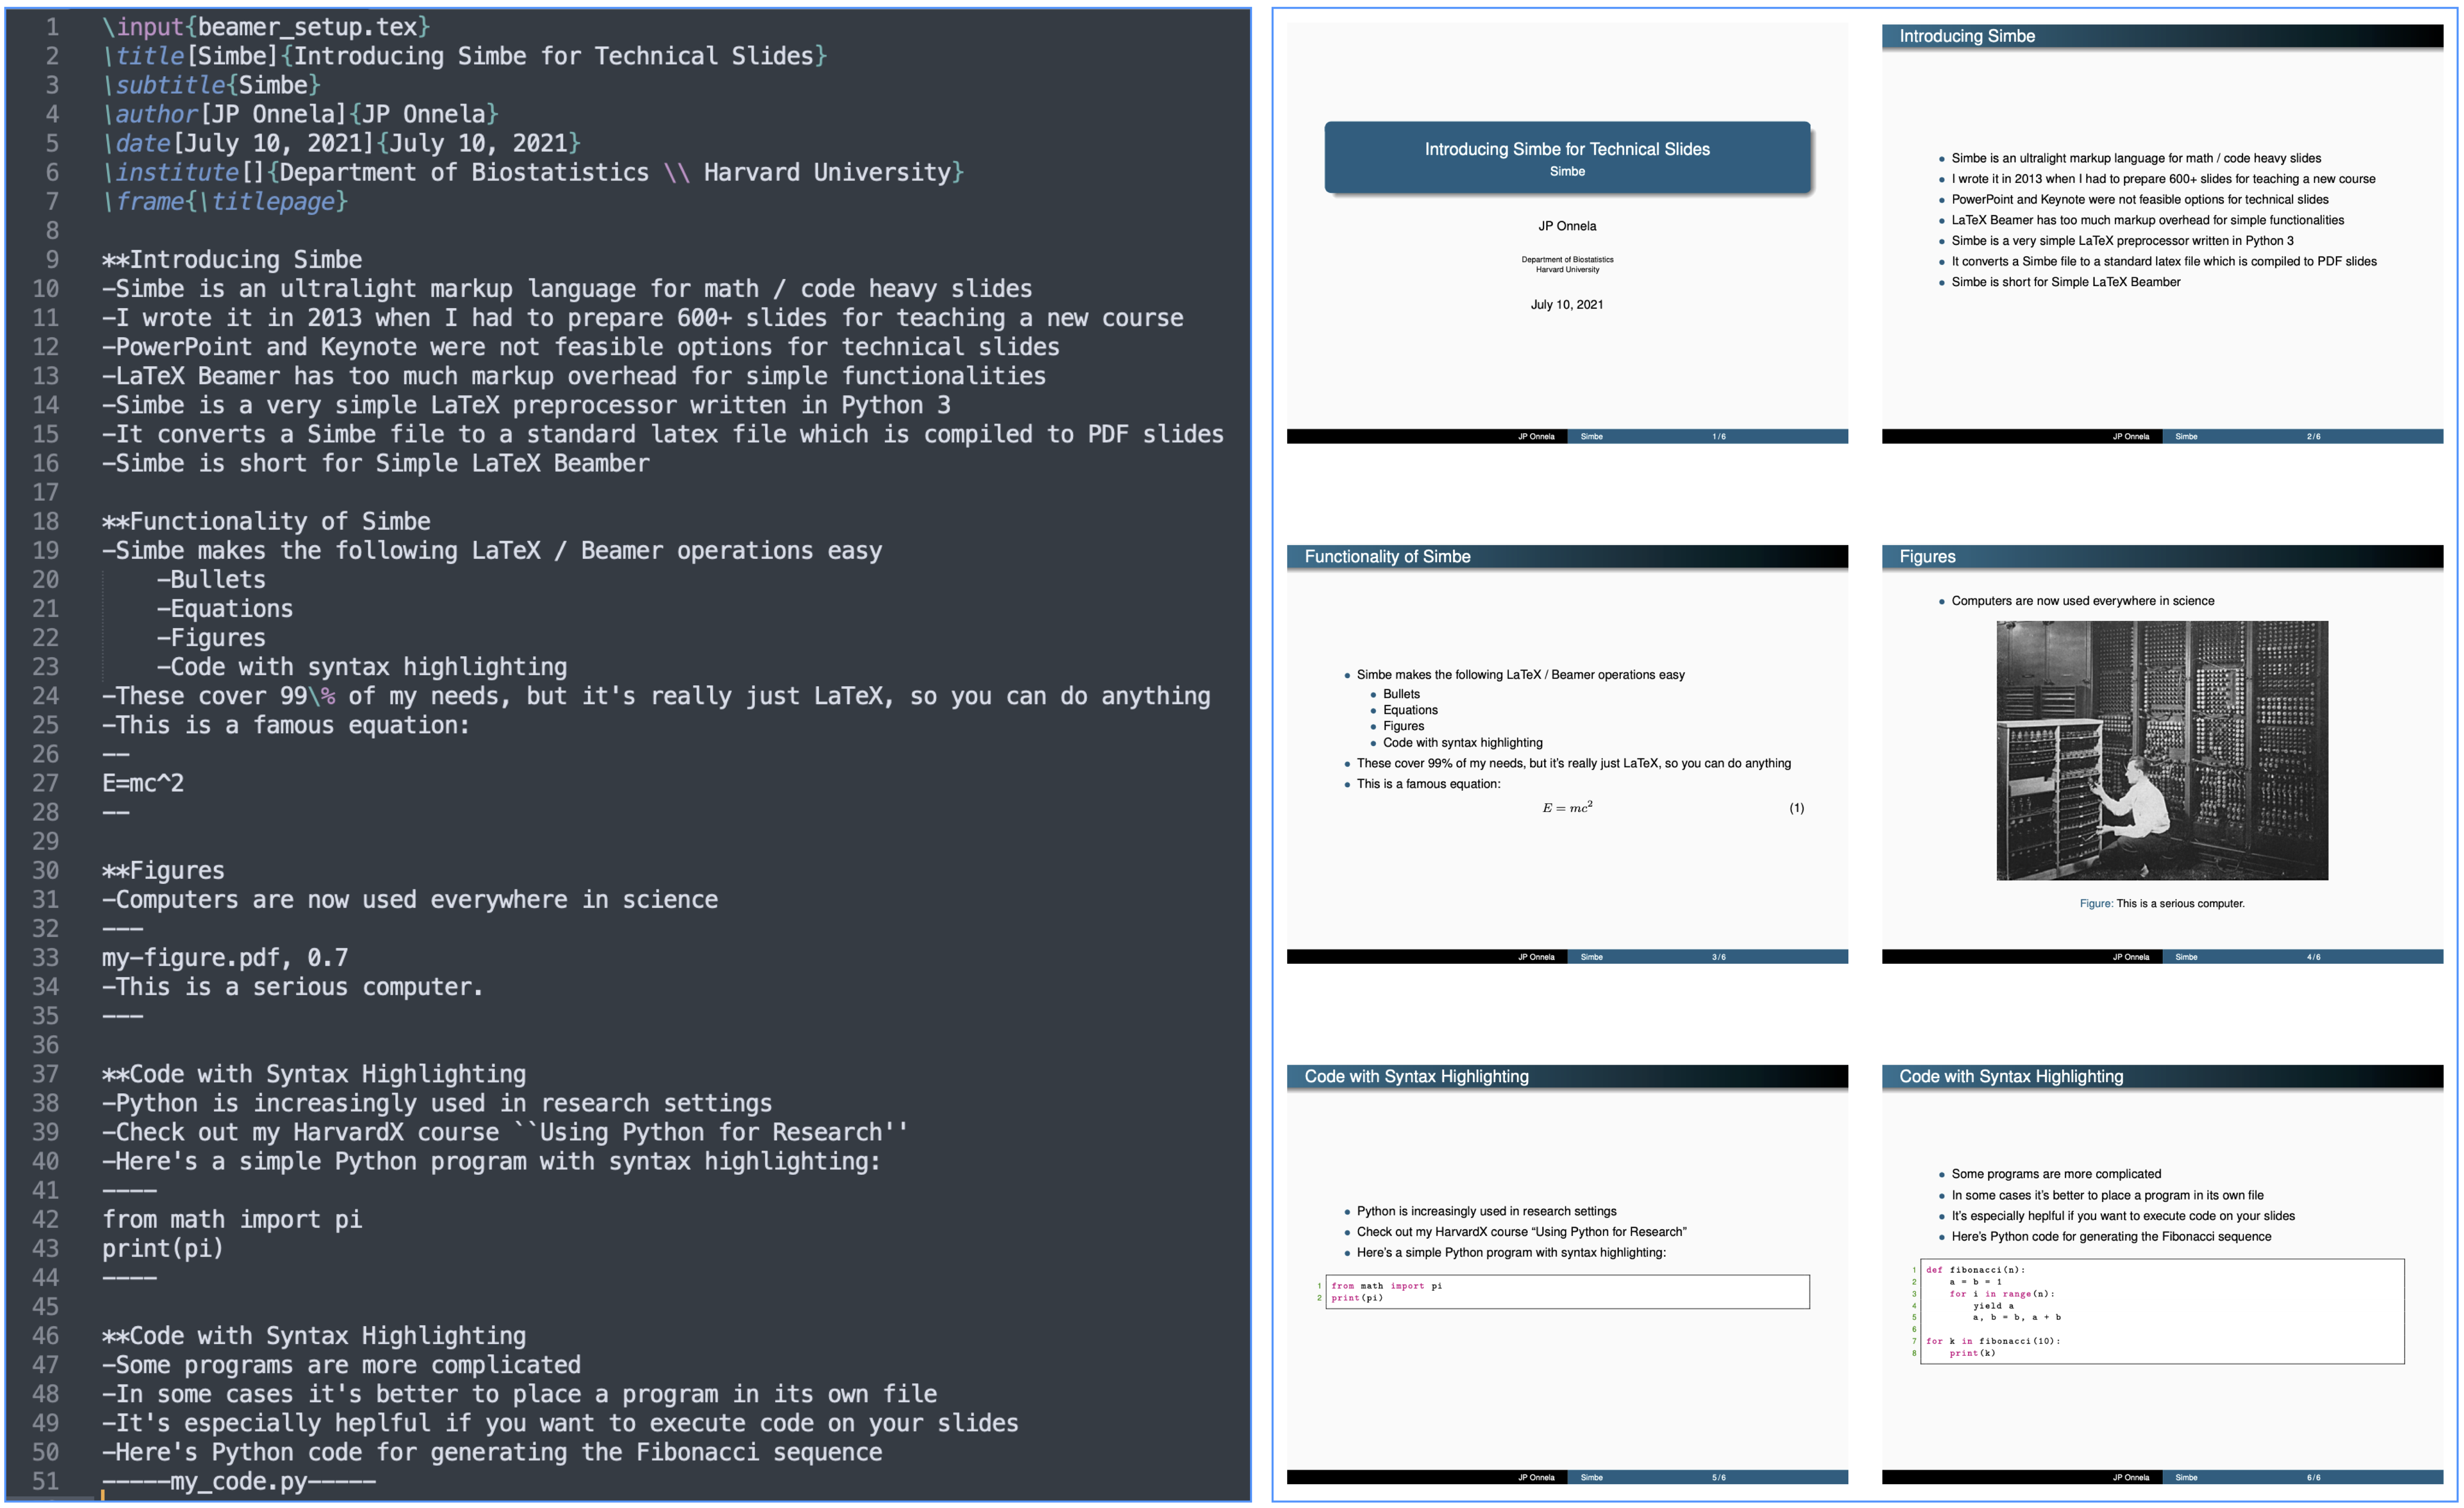 1 \input{beamer_setup.tex}
2 \title[Simbe]{Introducing Simbe for Technical Slides}
3 \subtitle{Simbe}
4 \author[JP Onnela]{JP Onnela}
5 \date[July 10, 2021]{July 10, 2021}
6 \institute[]{Department of Biostatistics \\ Harvard University}
7 \frame{\titlepage}
8
9 **Introducing Simbe
10 -Simbe is an ultralight markup language for math / code heavy slides
11 -I wrote it in 2013 when I had to prepare 600+ slides for teaching a new course
12 -PowerPoint and Keynote were not feasible options for technical slides
13 -LaTeX Beamer has too much markup overhead for simple functionalities
14 -Simbe is a very simple LaTeX preprocessor written in Python 3
15 -It converts a Simbe file to a standard latex file which is compiled to PDF slides
16 -Simbe is short for Simple LaTeX Beamber
17
18 **Functionality of Simbe
19 -Simbe makes the following LaTeX / Beamer operations easy
20     -Bullets
21     -Equations
22     -Figures
23     -Code with syntax highlighting
24 -These cover 99\% of my needs, but it's really just LaTeX, so you can do anything
25 -This is a famous equation:
26 --
27 E=mc^2
28 --
29
30 **Figures
31 -Computers are now used everywhere in science
32 ---
33 my-figure.pdf, 0.7
34 -This is a serious computer.
35 ---
36
37 **Code with Syntax Highlighting
38 -Python is increasingly used in research settings
39 -Check out my HarvardX course ``Using Python for Research''
40 -Here's a simple Python program with syntax highlighting:
41 ----
42 from math import pi
43 print(pi)
44 ----
45
46 **Code with Syntax Highlighting
47 -Some programs are more complicated
48 -In some cases it's better to place a program in its own file
49 -It's especially heplful if you want to execute code on your slides
50 -Here's Python code for generating the Fibonacci sequence
51 -----my_code.py-----
Introducing Simbe for Technical Slides
Simbe
JP Onnela
Department of Biostatistics
Harvard University
July 10, 2021
JP Onnela Simbe 1/6
Introducing Simbe
• Simbe is an ultralight markup language for math / code heavy slides
• I wrote it in 2013 when I had to prepare 600+ slides for teaching a new course
• PowerPoint and Keynote were not feasible options for technical slides
• LaTeX Beamer has too much markup overhead for simple functionalities
• Simbe is a very simple LaTeX preprocessor written in Python 3
• It converts a Simbe file to a standard latex file which is compiled to PDF slides
• Simbe is short for Simple LaTeX Beamber
JP Onnela Simbe 2/6
Functionality of Simbe
• Simbe makes the following LaTeX / Beamer operations easy
• Bullets
• Equations
• Figures
• Code with syntax highlighting
• These cover 99% of my needs, but it's really just LaTeX, so you can do anything
• This is a famous equation:
E = mc² (1)
JP Onnela Simbe 3/6
Figures
• Computers are now used everywhere in science
Figure: This is a serious computer.
JP Onnela Simbe 4/6
Code with Syntax Highlighting
• Python is increasingly used in research settings
• Check out my HarvardX course “Using Python for Research”
• Here's a simple Python program with syntax highlighting:
1 from math import pi
2 print(pi)
JP Onnela Simbe 5/6
Code with Syntax Highlighting
• Some programs are more complicated
• In some cases it's better to place a program in its own file
• It's especially heplful if you want to execute code on your slides
• Here's Python code for generating the Fibonacci sequence
1 def fibonacci(n):
2     a = b = 1
3     for i in range(n):
4         yield a
5         a, b = b, a + b
6
7 for k in fibonacci(10):
8     print(k)
JP Onnela Simbe 6/6